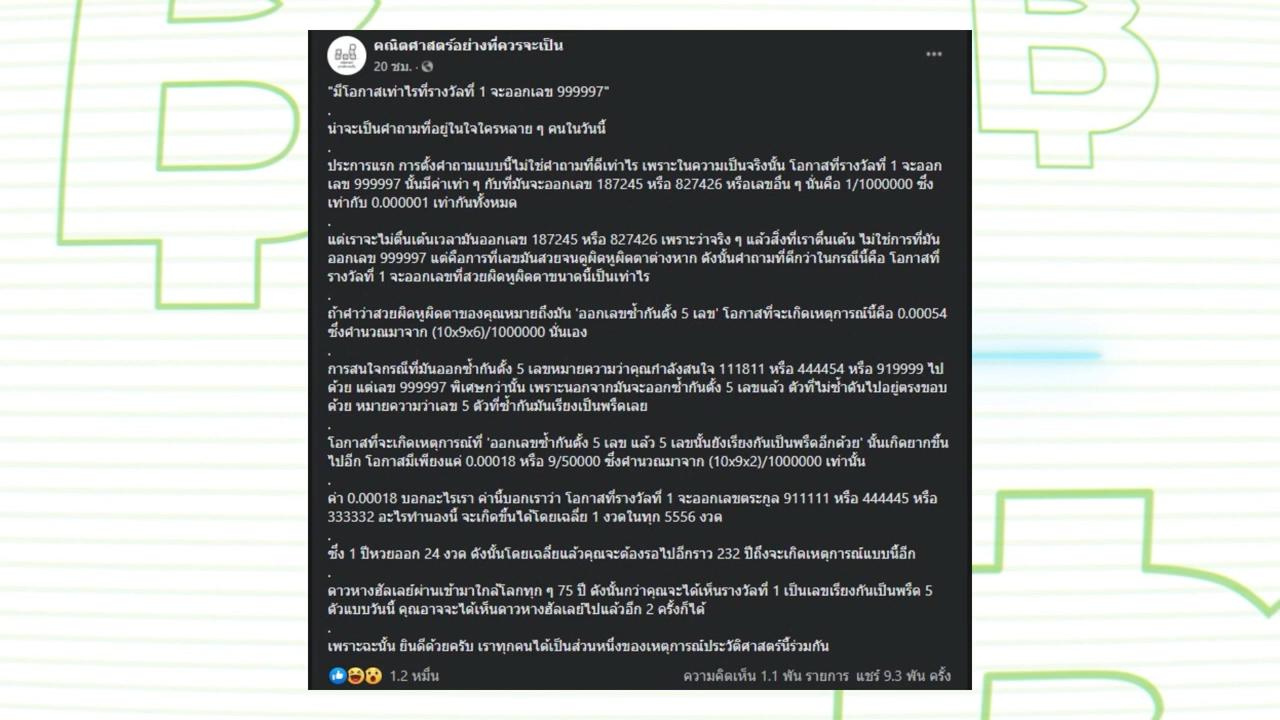 คณิตศาสตร์อย่างที่ควรจะเป็น
20 ชม. ·
"มีโอกาสเท่าไรที่รางวัลที่ 1 จะออกเลข 999997"
.
น่าจะเป็นคำถามที่อยู่ในใจใครหลาย ๆ คนในวันนี้
.
ประการแรก การตั้งคำถามแบบนี้ไม่ใช่คำถามที่ดีเท่าไร เพราะในความเป็นจริงนั้น โอกาสที่รางวัลที่ 1 จะออก
เลข 999997 นั้นมีค่าเท่า ๆ กับที่มันจะออกเลข 187245 หรือ 827426 หรือเลขอื่น ๆ นั่นคือ 1/1000000 ซึ่ง
เท่ากับ 0.000001 เท่ากันทั้งหมด
.
แต่เราจะไม่ตื่นเต้นเวลามันออกเลข 187245 หรือ 827426 เพราะว่าจริง ๆ แล้วสิ่งที่เราตื่นเต้น ไม่ใช่การที่มัน
ออกเลข 999997 แต่คือการที่เลขมันสวยจนดูผิดหูผิดตาต่างหาก ดังนั้นคำถามที่ดีกว่าในกรณีนี้คือ โอกาสที่
รางวัลที่ 1 จะออกเลขที่สวยผิดหูผิดตาขนาดนี้เป็นเท่าไร
.
ถ้าคำว่าสวยผิดหูผิดตาของคุณหมายถึงมัน 'ออกเลขซ้ำกันตั้ง 5 เลข' โอกาสที่จะเกิดเหตุการณ์นี้คือ 0.00054
ซึ่งคำนวณมาจาก (10x9x6)/1000000 นั่นเอง
.
การสนใจกรณีที่มันออกซ้ำกันตั้ง 5 เลขหมายความว่าคุณกำลังสนใจ 111811 หรือ 444454 หรือ 919999 ไป
ด้วย แต่เลข 999997 พิเศษกว่านั้น เพราะนอกจากมันจะออกซ้ำกันตั้ง 5 เลขแล้ว ตัวที่ไม่ซ้ำดันไปอยู่ตรงขอบ
ด้วย หมายความว่าเลข 5 ตัวที่ซ้ำกันมันเรียงเป็นพรืดเลย
.
โอกาสที่จะเกิดเหตุการณ์ที่ 'ออกเลขซ้ำกันตั้ง 5 เลข แล้ว 5 เลขนั้นยังเรียงกันเป็นพรืดอีกด้วย' นั้นเกิดยากขึ้น
ไปอีก โอกาสมีเพียงแค่ 0.00018 หรือ 9/50000 ซึ่งคำนวณมาจาก (10x9x2)/1000000 เท่านั้น
.
ค่า 0.00018 บอกอะไรเรา ค่านี้บอกเราว่า โอกาสที่รางวัลที่ 1 จะออกเลขตระกูล 911111 หรือ 444445 หรือ
333332 อะไรทำนองนี้ จะเกิดขึ้นได้โดยเฉลี่ย 1 งวดในทุก 5556 งวด
.
ซึ่ง 1 ปีหวยออก 24 งวด ดังนั้นโดยเฉลี่ยแล้วคุณจะต้องรอไปอีกราว 232 ปีถึงจะเกิดเหตุการณ์แบบนี้อีก
.
ดาวหางฮัลเลย์ผ่านเข้ามาใกล้โลกทุก ๆ 75 ปี ดังนั้นกว่าคุณจะได้เห็นรางวัลที่ 1 เป็นเลขเรียงกันเป็นพรืด 5
ตัวแบบวันนี้ คุณอาจจะได้เห็นดาวหางฮัลเลย์ไปแล้วอีก 2 ครั้งก็ได้
.
เพราะฉะนั้น ยินดีด้วยครับ เราทุกคนได้เป็นส่วนหนึ่งของเหตุการณ์ประวัติศาสตร์นี้ร่วมกัน
1.2 หมื่น ความคิดเห็น 1.1 พัน รายการ แชร์ 9.3 พัน ครั้ง